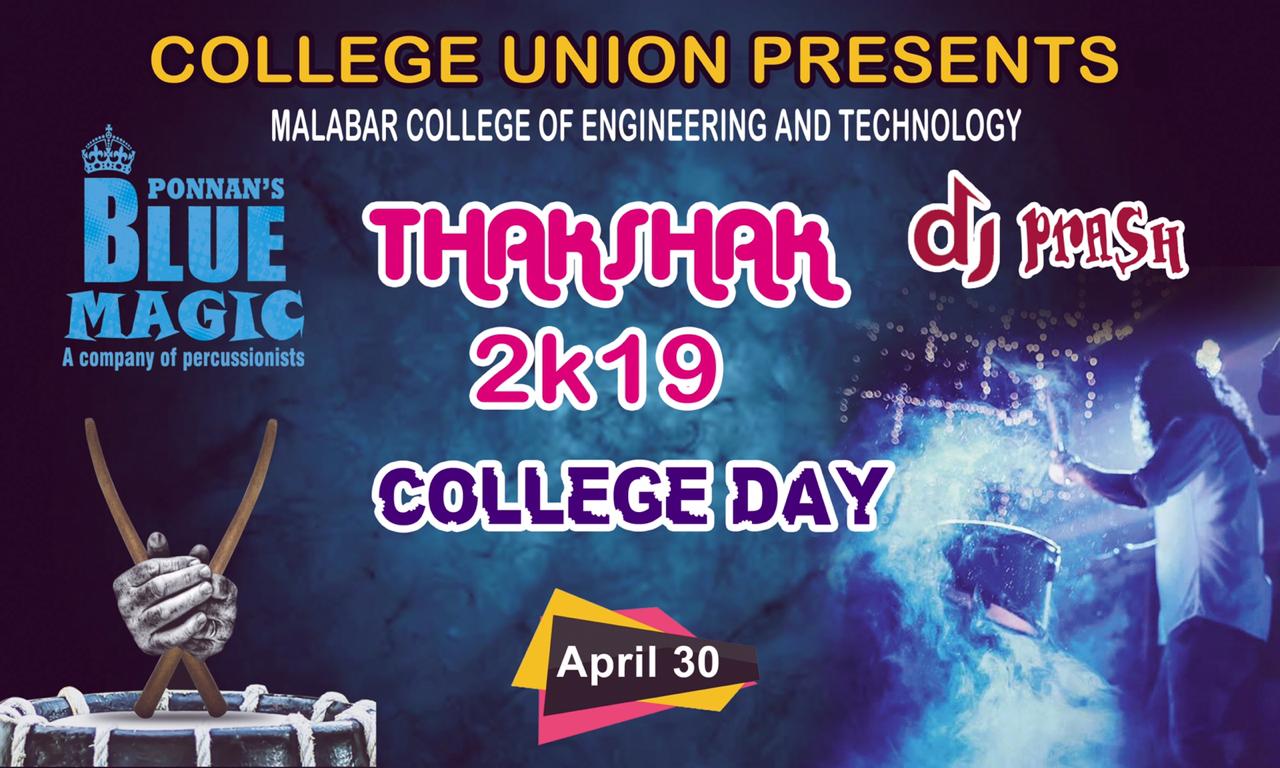 COLLEGE UNION PRESENTS
MALABAR COLLEGE OF ENGINEERING AND TECHNOLOGY
PONNAN'S
BLUE
MAGIC
A company of percussionists
THAKSHAK
2k19
dj PRASH
COLLEGE DAY
April 30